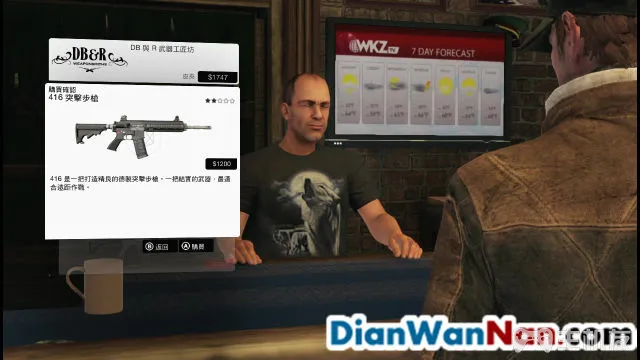 DB&R
WEAPONSMITHS
DB 與 R 武器工匠坊
$1747
購買確認
416 突擊步槍
$1200
416 是一把打造精良的德製突擊步槍。一把結實的武器，最適
合遠距作戰。
B 返回
A 購買
WKZ TV
7 DAY FORECAST
DianWanNan.com